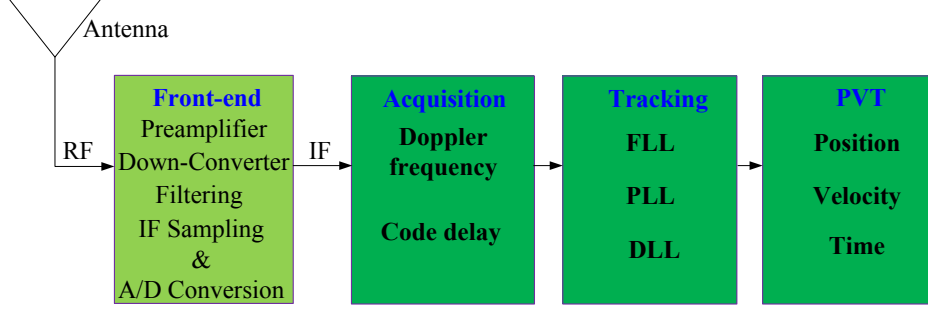 Antenna
RF
Front-end
Preamplifier
Down-Converter
Filtering
IF Sampling
&
A/D Conversion
IF
Acquisition
Doppler
frequency
Code delay
Tracking
FLL
PLL
DLL
PVT
Position
Velocity
Time